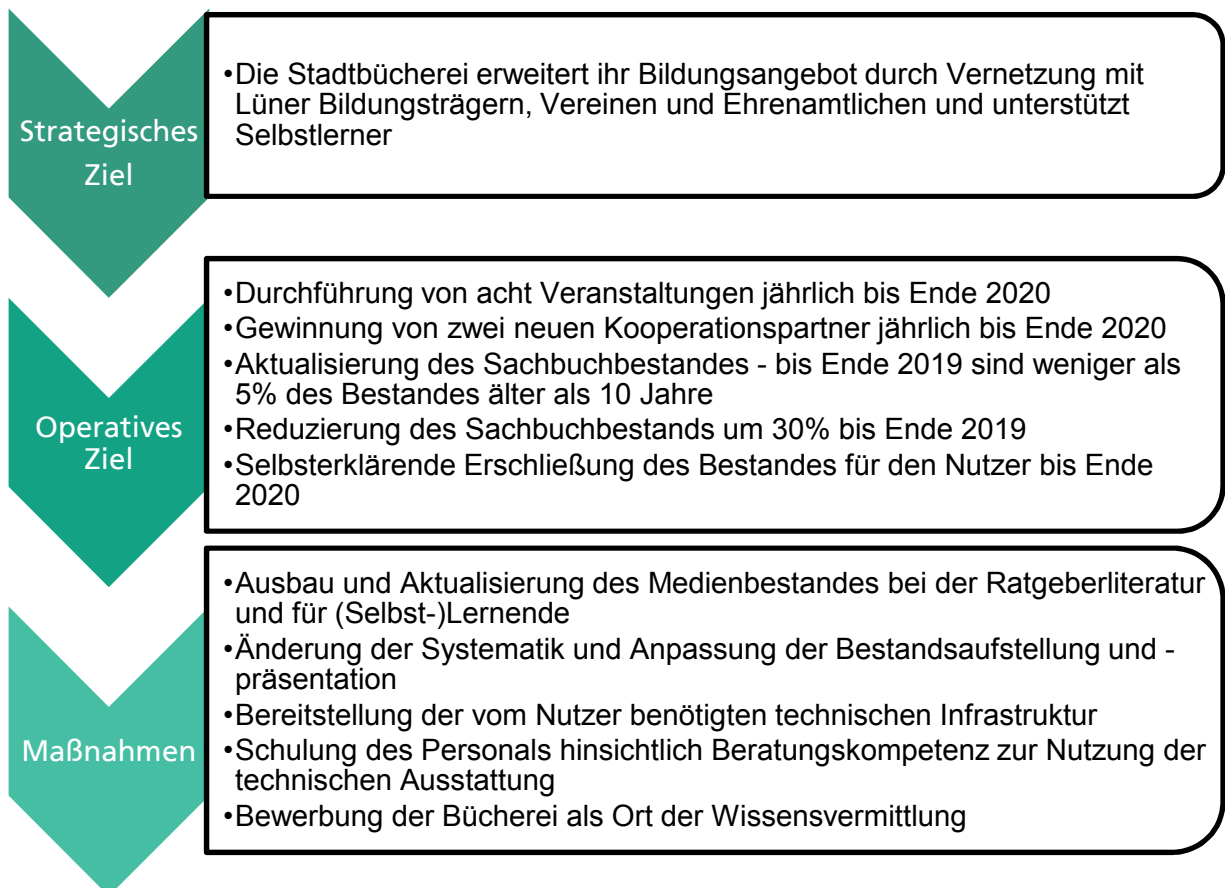 Strategisches
Ziel
•Die Stadtbücherei erweitert ihr Bildungsangebot durch Vernetzung mit
Lüner Bildungsträgern, Vereinen und Ehrenamtlichen und unterstützt
Selbstlerner
Operatives
Ziel
•Durchführung von acht Veranstaltungen jährlich bis Ende 2020
•Gewinnung von zwei neuen Kooperationspartner jährlich bis Ende 2020
•Aktualisierung des Sachbuchbestandes - bis Ende 2019 sind weniger als
5% des Bestandes älter als 10 Jahre
•Reduzierung des Sachbuchbestands um 30% bis Ende 2019
•Selbsterklärende Erschließung des Bestandes für den Nutzer bis Ende
2020
Maßnahmen
•Ausbau und Aktualisierung des Medienbestandes bei der Ratgeberliteratur
und für (Selbst-)Lernende
•Änderung der Systematik und Anpassung der Bestandsaufstellung und -
präsentation
•Bereitstellung der vom Nutzer benötigten technischen Infrastruktur
•Schulung des Personals hinsichtlich Beratungskompetenz zur Nutzung der
technischen Ausstattung
•Bewerbung der Bücherei als Ort der Wissensvermittlung